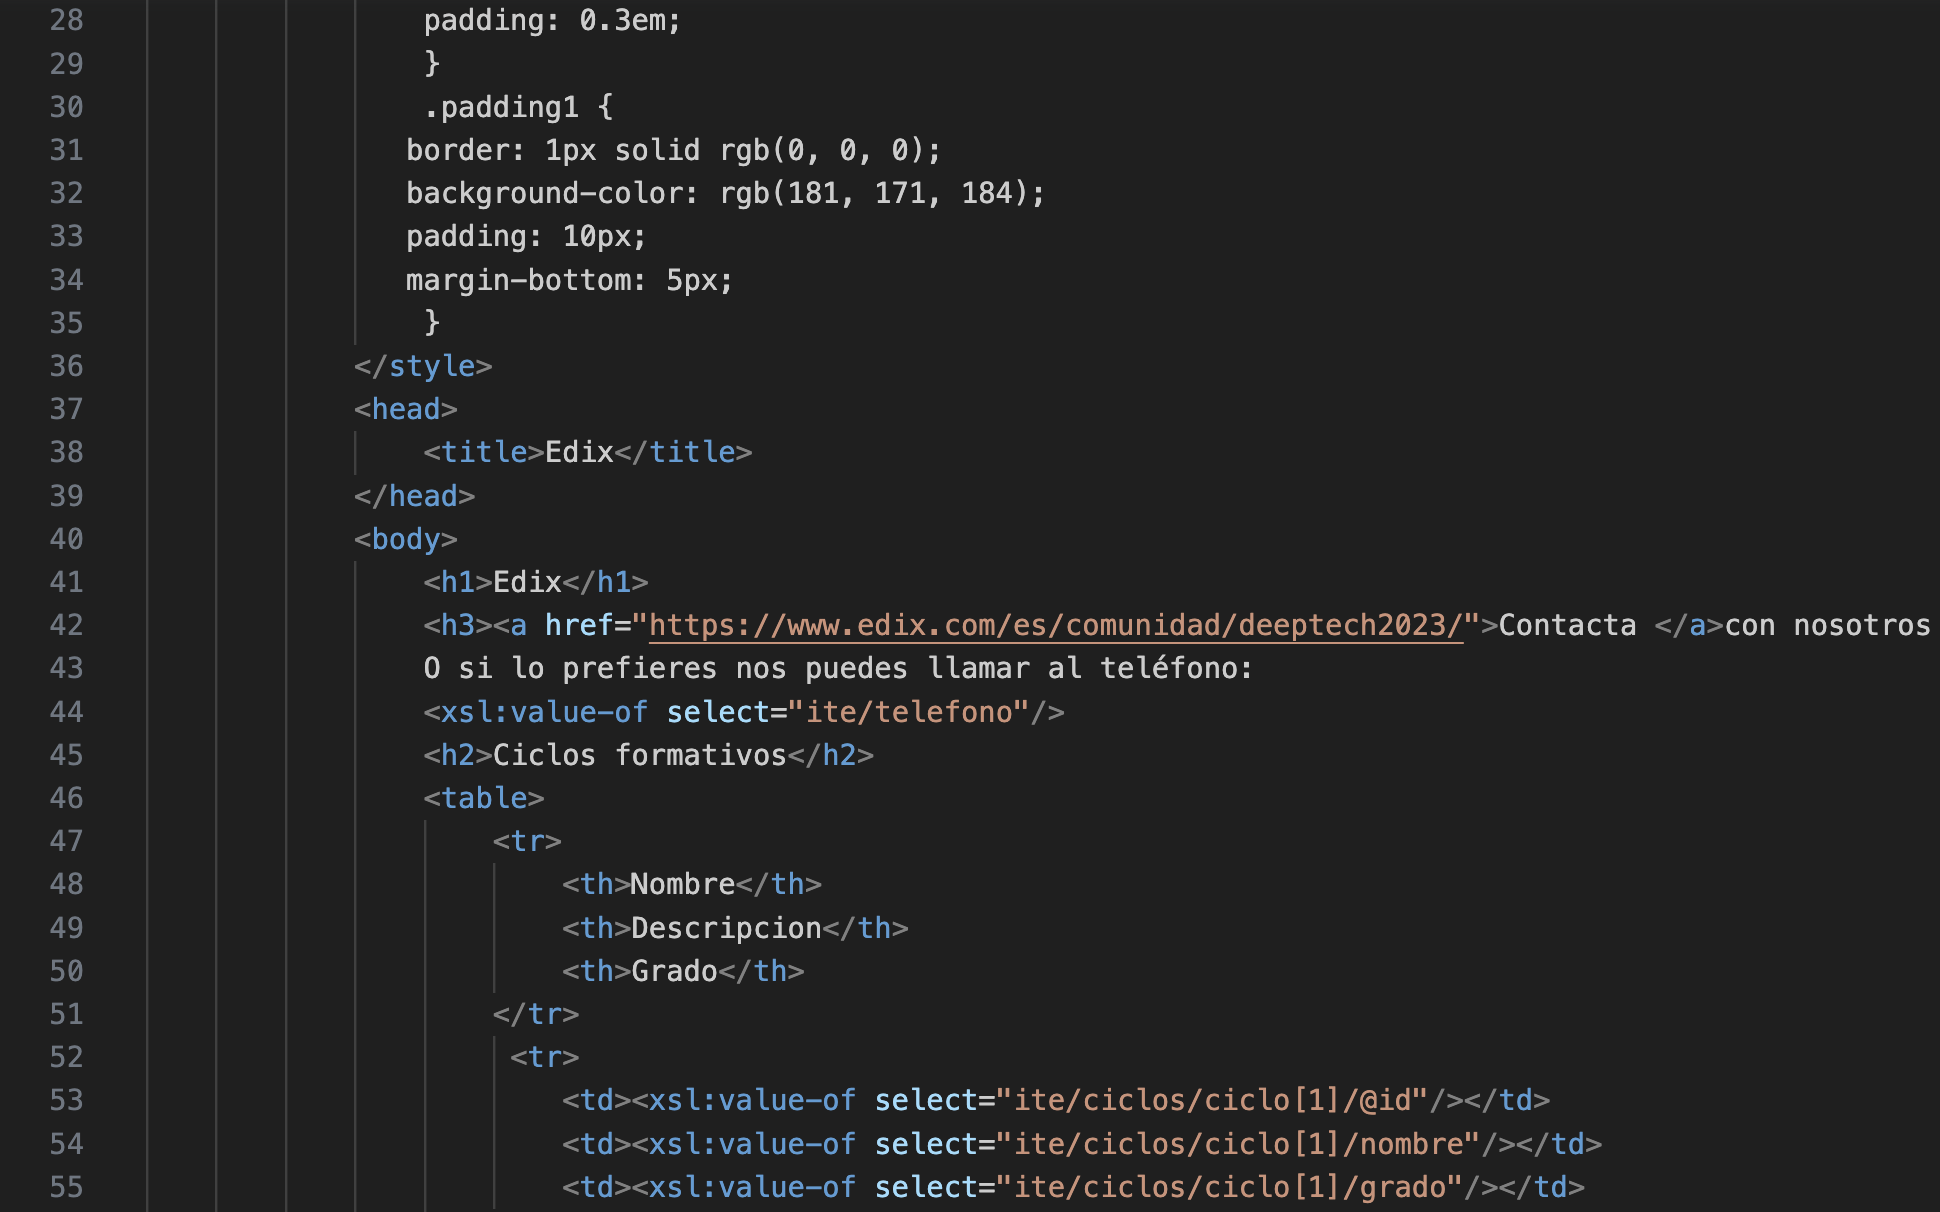 28 padding: 0.3em;
29 }
30 .padding1 {
31 border: 1px solid rgb(0, 0, 0);
32 background-color: rgb(181, 171, 184);
33 padding: 10px;
34 margin-bottom: 5px;
35 }
36 </style>
37 <head>
38 <title>Edix</title>
39 </head>
40 <body>
41 <h1>Edix</h1>
42 <h3><a href="https://www.edix.com/es/comunidad/deeptech2023/">Contacta </a>con nosotros
43 O si lo prefieres nos puedes llamar al teléfono:
44 <xsl:value-of select="ite/telefono"/>
45 <h2>Ciclos formativos</h2>
46 <table>
47 <tr>
48 <th>Nombre</th>
49 <th>Descripcion</th>
50 <th>Grado</th>
51 </tr>
52 <tr>
53 <td><xsl:value-of select="ite/ciclos/ciclo[1]/@id"/></td>
54 <td><xsl:value-of select="ite/ciclos/ciclo[1]/nombre"/></td>
55 <td><xsl:value-of select="ite/ciclos/ciclo[1]/grado"/></td>